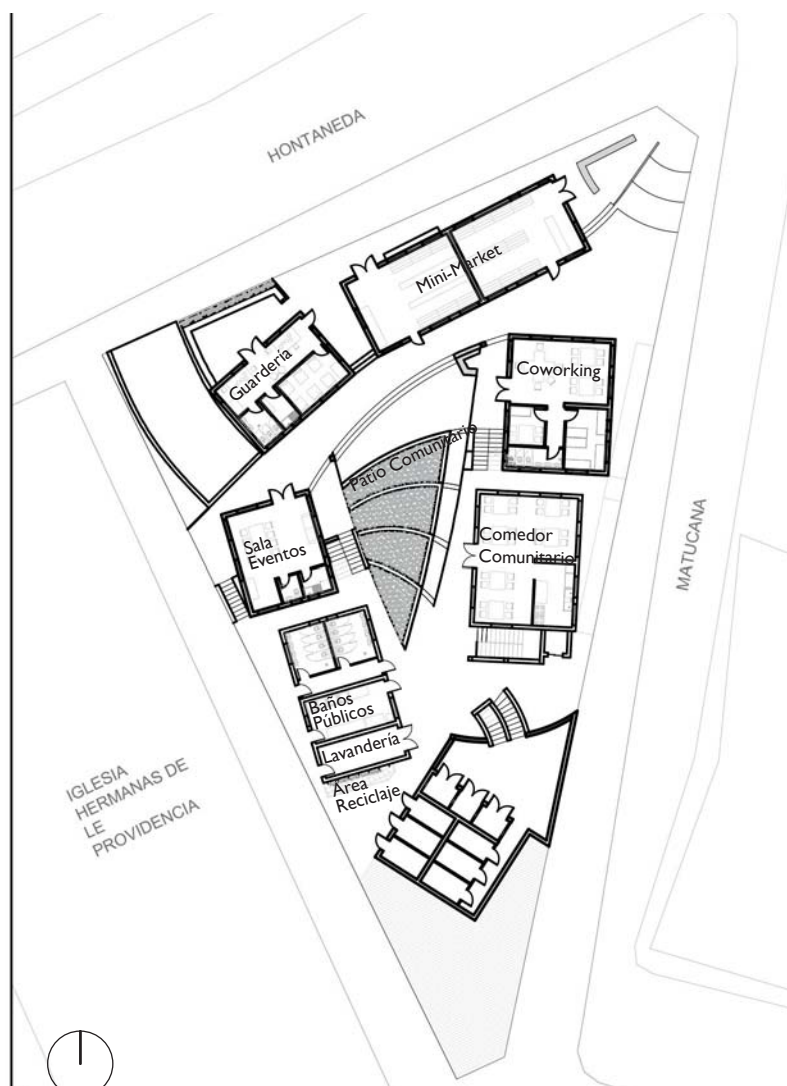 HONTANEDA
Mini-Market
Guardería
Coworking
Patio Comunitario
MATUCANA
Sala
Eventos
Comedor
Comunitario
Baños
Públicos
Lavandería
Área
Reciclaje
IGLESIA
HERMANAS DE
LE
PROVIDENCIA